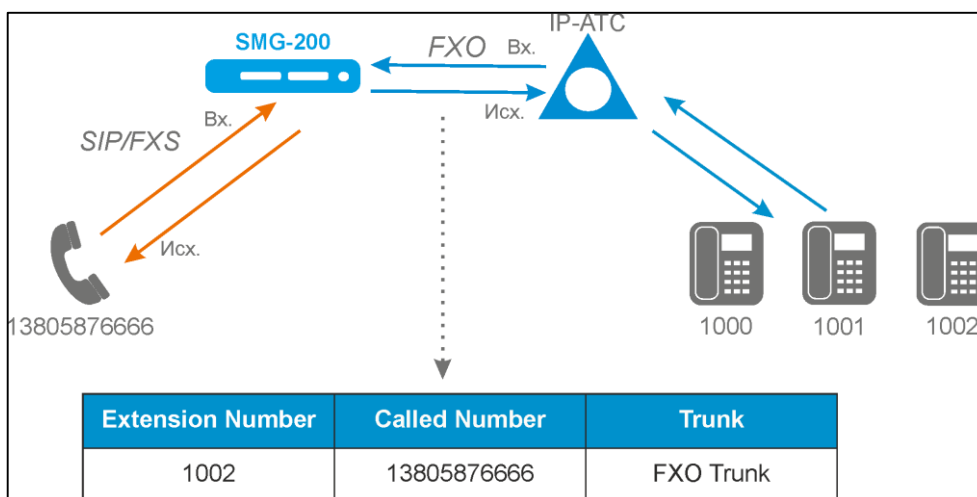 IP-ATC
SMG-200
FXO
Вх.
Исх.
SIP/FXS
Вх.
Исх.
13805876666
1000
1001
1002
Extension Number Called Number Trunk
1002 13805876666 FXO Trunk